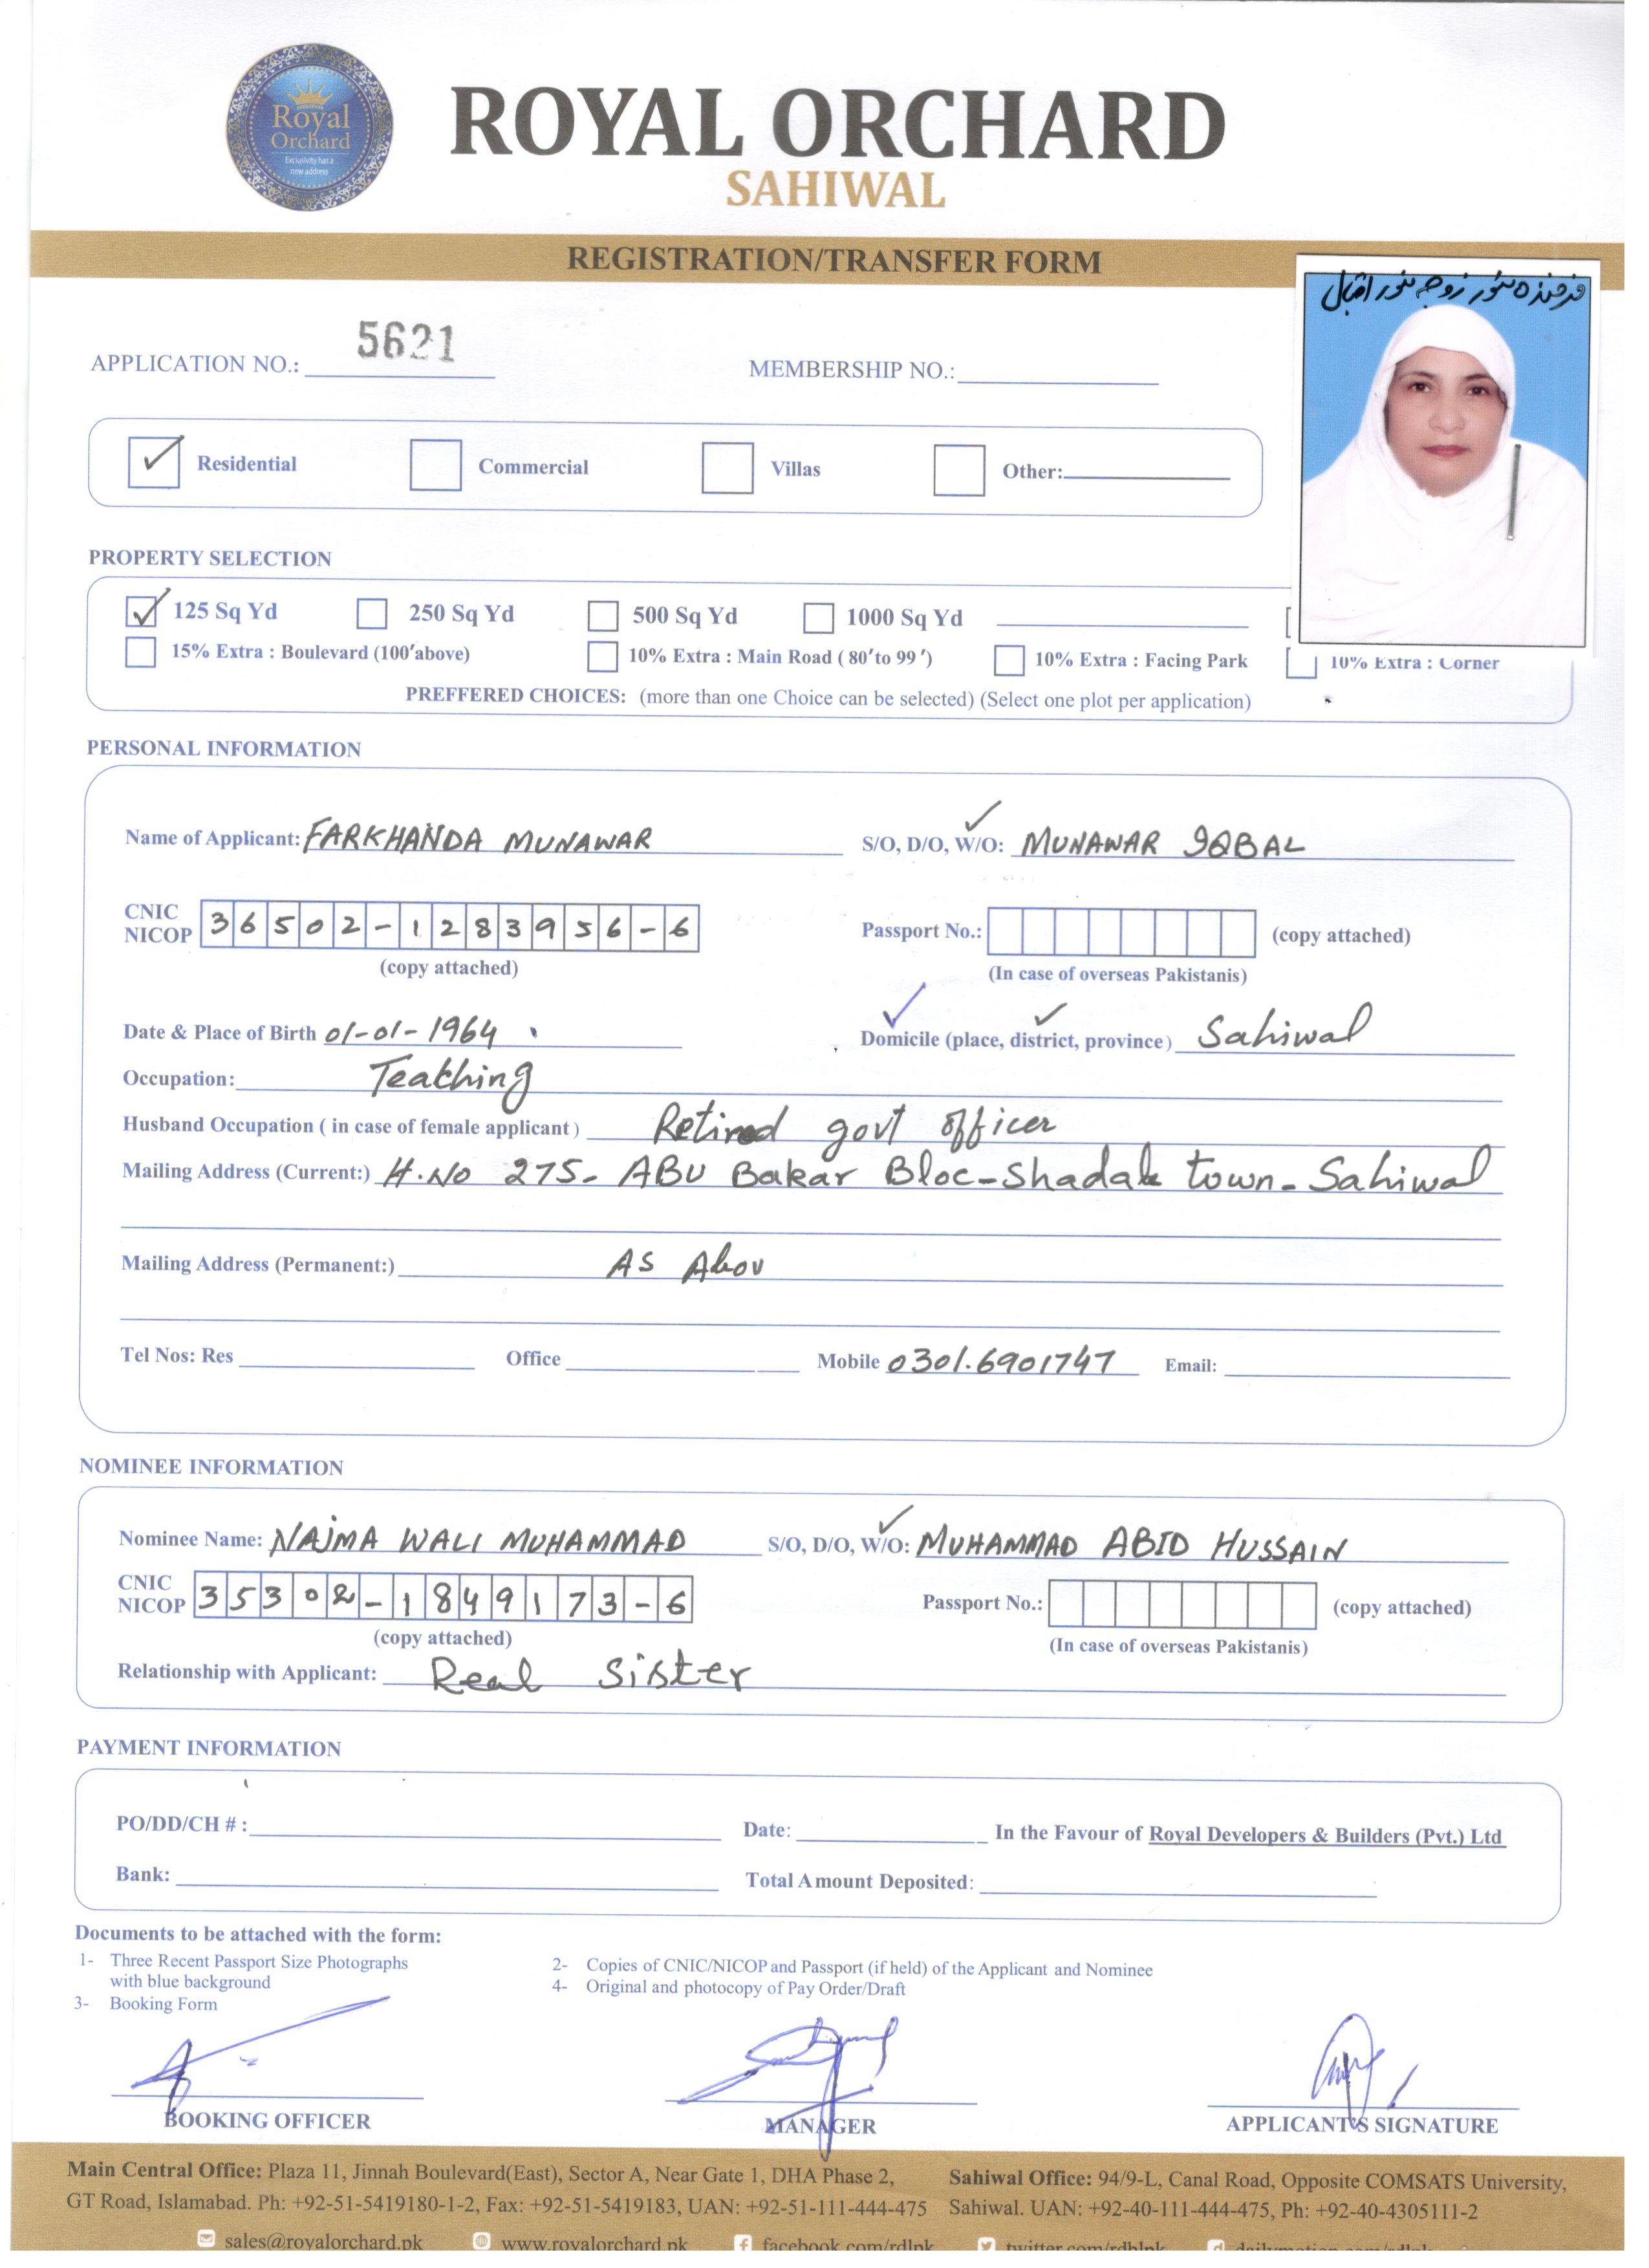 Royal
Orchard
Exclusivity has a
new address
ROYAL ORCHARD
SAHIWAL
REGISTRATION/TRANSFER FORM
فرخندہ منور زوجہ منور اقبال
APPLICATION NO.: 5621
MEMBERSHIP NO.:
Residential
Commercial
Villas
Other:
PROPERTY SELECTION
125 Sq Yd
250 Sq Yd
500 Sq Yd
1000 Sq Yd
15% Extra : Boulevard (100'above)
10% Extra : Main Road ( 80'to 99 ')
10% Extra : Facing Park
10% Extra : Corner
PREFFERED CHOICES: (more than one Choice can be selected) (Select one plot per application)
PERSONAL INFORMATION
Name of Applicant: FARKHANDA MUNAWAR
S/O, D/O, W/O: MUNAWAR IQBAL
CNIC
NICOP 36502-1283956-6
(copy attached)
Passport No.:
(copy attached)
(In case of overseas Pakistanis)
Date & Place of Birth 01-01-1964
Domicile (place, district, province) Sahiwal
Occupation: Teathing
Husband Occupation ( in case of female applicant ) Retired govt officer
Mailing Address (Current:) H.No 275- ABU Bakar Bloc-Shadab town-Sahiwal
Mailing Address (Permanent:) AS Abov
Tel Nos: Res
Office
Mobile 0301.6901747
Email:
NOMINEE INFORMATION
Nominee Name: NAJMA WALI MUHAMMAD
S/O, D/O, W/O: MUHAMMAD ABID HUSSAIN
CNIC
NICOP 35302-1849173-6
(copy attached)
Passport No.:
(copy attached)
(In case of overseas Pakistanis)
Relationship with Applicant: Real Sister
PAYMENT INFORMATION
PO/DD/CH # :
Date:
In the Favour of Royal Developers & Builders (Pvt.) Ltd
Bank:
Total Amount Deposited:
Documents to be attached with the form:
1- Three Recent Passport Size Photographs
with blue background
2- Copies of CNIC/NICOP and Passport (if held) of the Applicant and Nominee
3- Booking Form
4- Original and photocopy of Pay Order/Draft
BOOKING OFFICER
MANAGER
APPLICANT'S SIGNATURE
Main Central Office: Plaza 11, Jinnah Boulevard(East), Sector A, Near Gate 1, DHA Phase 2,
GT Road, Islamabad. Ph: +92-51-5419180-1-2, Fax: +92-51-5419183, UAN: +92-51-111-444-475
Sahiwal Office: 94/9-L, Canal Road, Opposite COMSATS University,
Sahiwal. UAN: +92-40-111-444-475, Ph: +92-40-4305111-2
sales@royalorchard.pk
www.royalorchard.pk
facebook.com/rdlpk
twitter.com/rdblpk